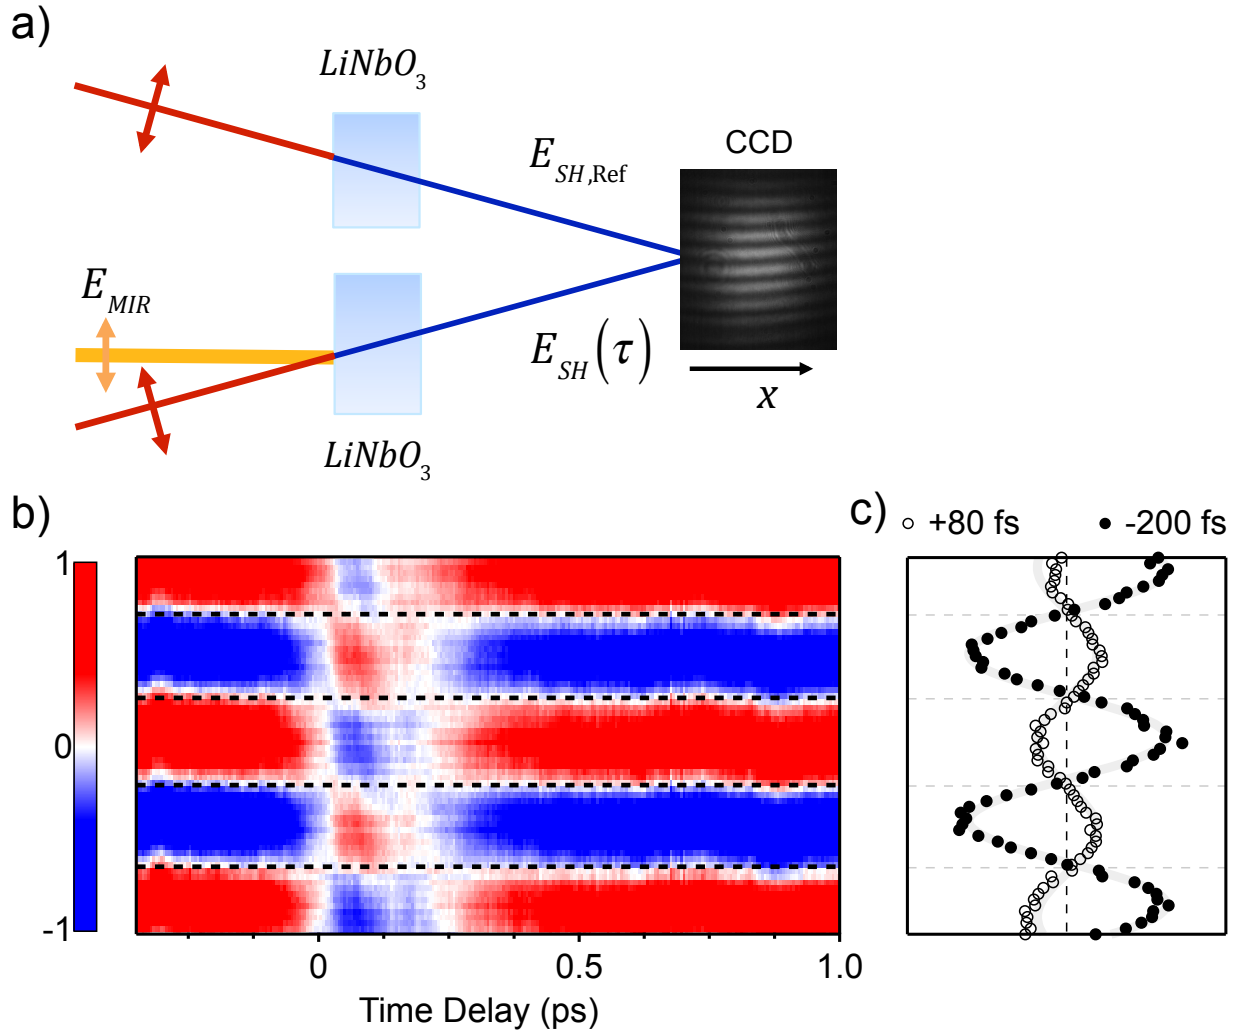 a)
LiNbO₃
CCD
E_SH,Ref
E_MIR
E_SH(τ)
x
LiNbO₃
b)
c)
+80 fs
-200 fs
1
0
-1
0
0.5
1.0
Time Delay (ps)